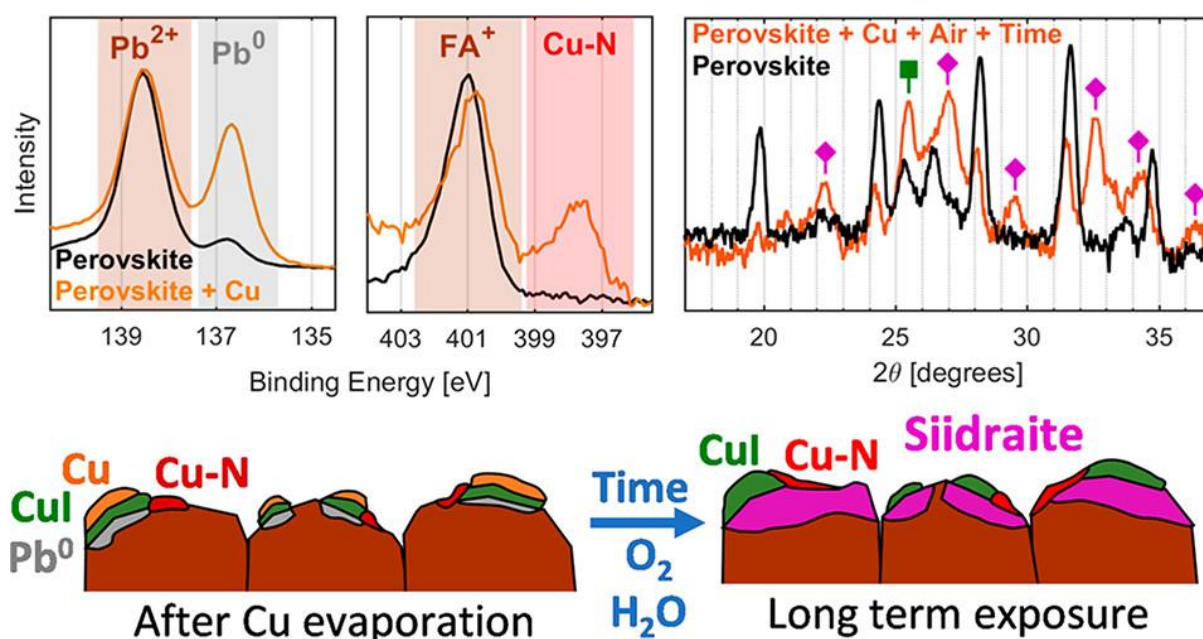 Pb²⁺ Pb⁰
Perovskite
Perovskite + Cu
Intensity
139 137 135
FA⁺ Cu-N
403 401 399 397
Binding Energy [eV]
Perovskite + Cu + Air + Time
Perovskite
20 25 30 35
2θ [degrees]
Cu
CuI
Pb⁰
Cu-N
After Cu evaporation
Time
O₂
H₂O
Siidraite
CuI
Cu-N
Long term exposure